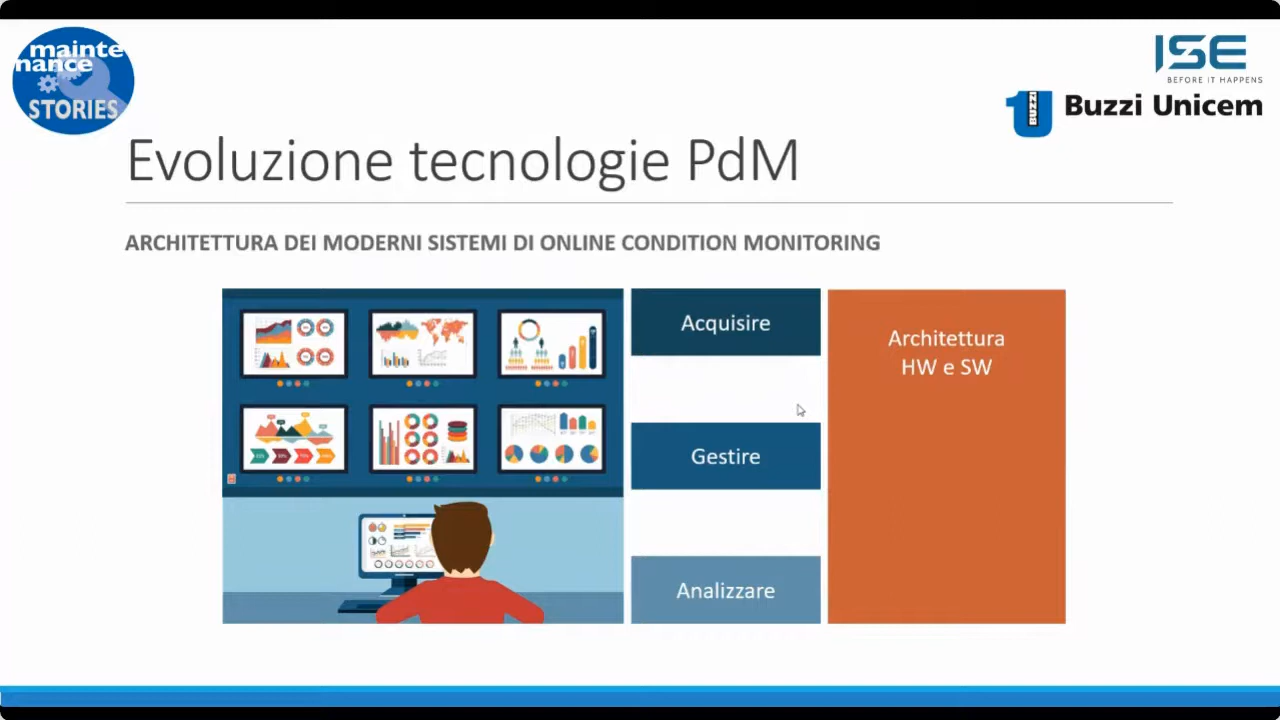 mainte
nance
STORIES
ISE
BEFORE IT HAPPENS
BUZZI
Buzzi Unicem
Evoluzione tecnologie PdM
ARCHITETTURA DEI MODERNI SISTEMI DI ONLINE CONDITION MONITORING
Acquisire
Gestire
Analizzare
Architettura
HW e SW